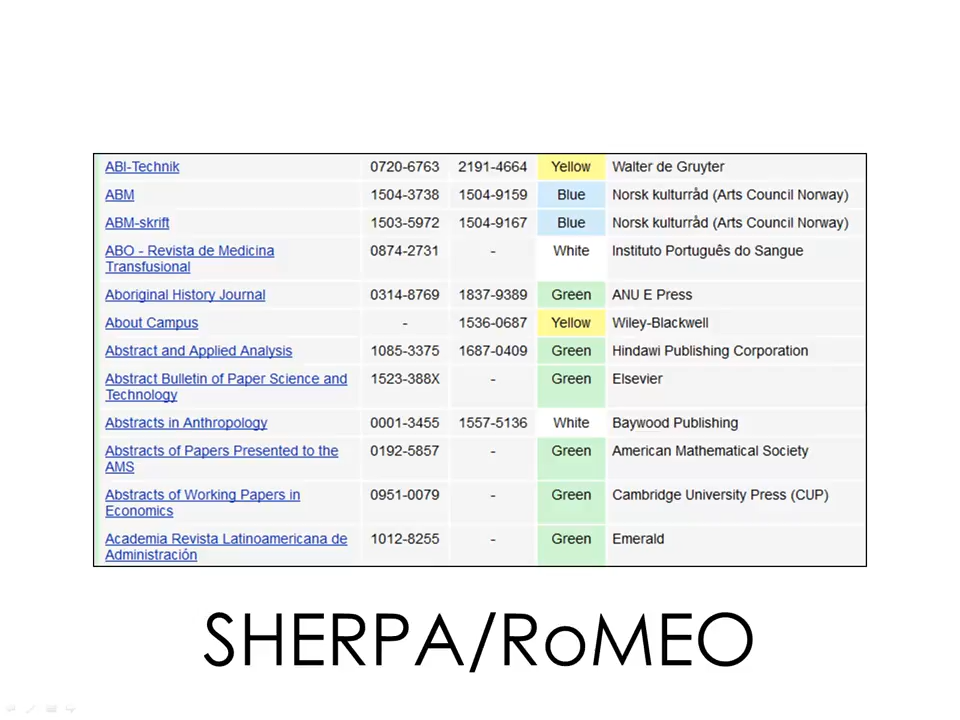 ABI-Technik 0720-6763 2191-4664 Yellow Walter de Gruyter
ABM 1504-3738 1504-9159 Blue Norsk kulturråd (Arts Council Norway)
ABM-skrift 1503-5972 1504-9167 Blue Norsk kulturråd (Arts Council Norway)
ABO - Revista de Medicina 0874-2731 - White Instituto Português do Sangue
Transfusional
Aboriginal History Journal 0314-8769 1837-9389 Green ANU E Press
About Campus - 1536-0687 Yellow Wiley-Blackwell
Abstract and Applied Analysis 1085-3375 1687-0409 Green Hindawi Publishing Corporation
Abstract Bulletin of Paper Science and 1523-388X - Green Elsevier
Technology
Abstracts in Anthropology 0001-3455 1557-5136 White Baywood Publishing
Abstracts of Papers Presented to the 0192-5857 - Green American Mathematical Society
AMS
Abstracts of Working Papers in 0951-0079 - Green Cambridge University Press (CUP)
Economics
Academia Revista Latinoamericana de 1012-8255 - Green Emerald
Administración
SHERPA/RoMEO